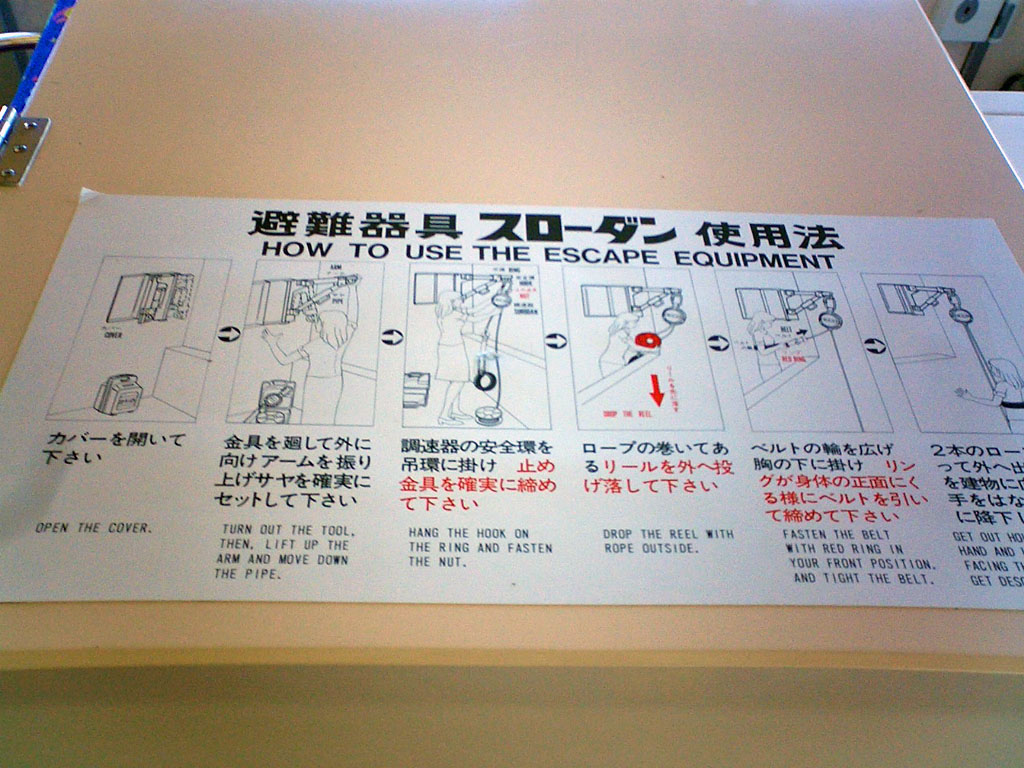 避難器具 スローダン 使用法
HOW TO USE THE ESCAPE EQUIPMENT
COVER
ARM
RING
HOOK
NUT
DROP THE REEL
BELT
RED RING
カバーを開いて
下さい
OPEN THE COVER.
金具を廻して外に
向けアームを振り
上げサヤを確実に
セットして下さい
TURN OUT THE TOOL,
THEN, LIFT UP THE
ARM AND MOVE DOWN
THE PIPE.
調速器の安全環を
吊環に掛け 止め
金具を確実に締め
て下さい
HANG THE HOOK ON
THE RING AND FASTEN
THE NUT.
ロープの巻いてあ
るリールを外へ投
げ落して下さい
DROP THE REEL WITH
ROPE OUTSIDE.
ベルトの輪を広げ
胸の下に掛け リン
グが身体の正面にく
る様にベルトを引い
て締めて下さい
FASTEN THE BELT
WITH RED RING IN
YOUR FRONT POSITION.
AND TIGHT THE BELT.
2本のロー
って外へ出
を建物に
手をはな
に降下し
GET OUT
HAND AND
FACING
GET